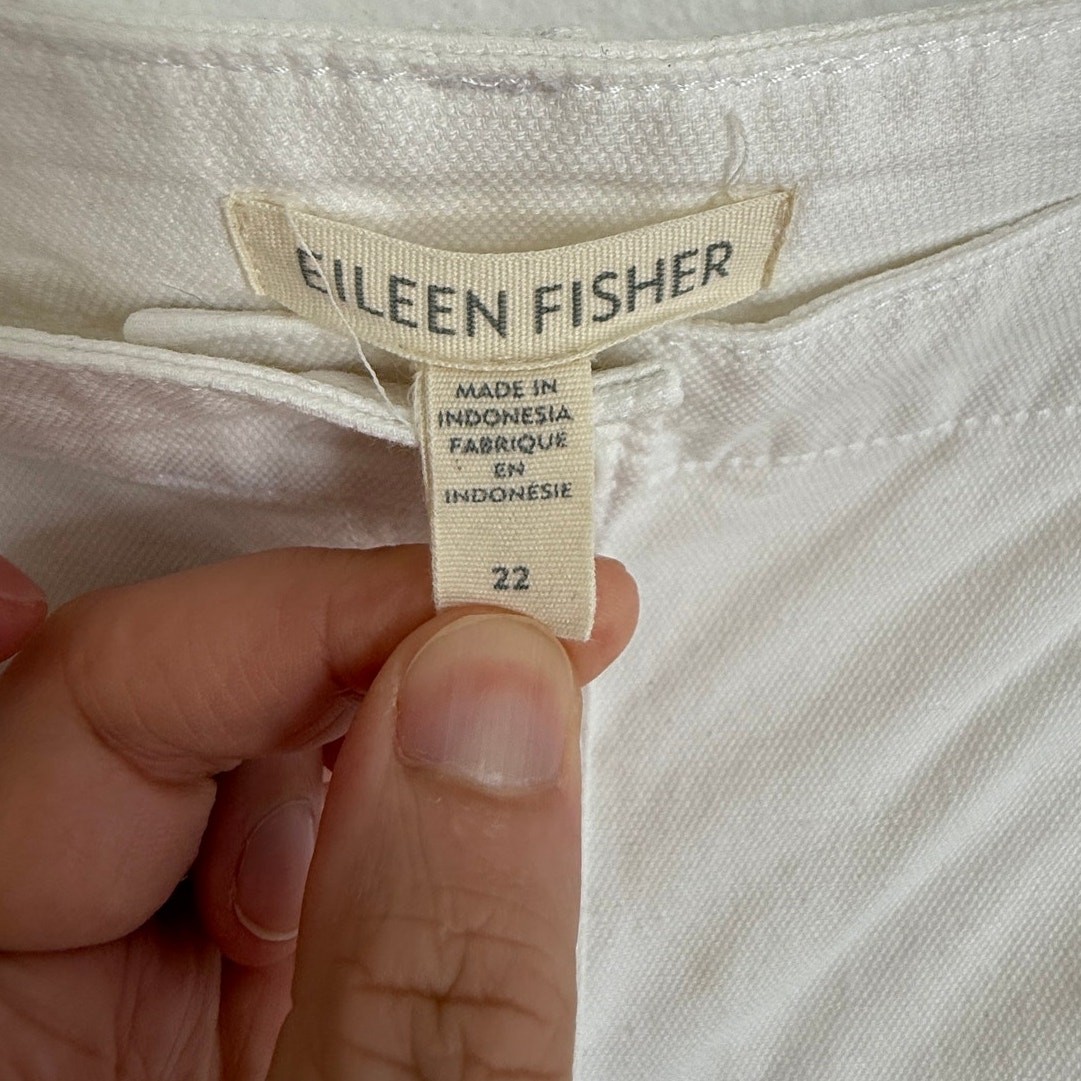 EILEEN FISHER
MADE IN
INDONESIA
FABRIQUE
EN
INDONÉSIE
22